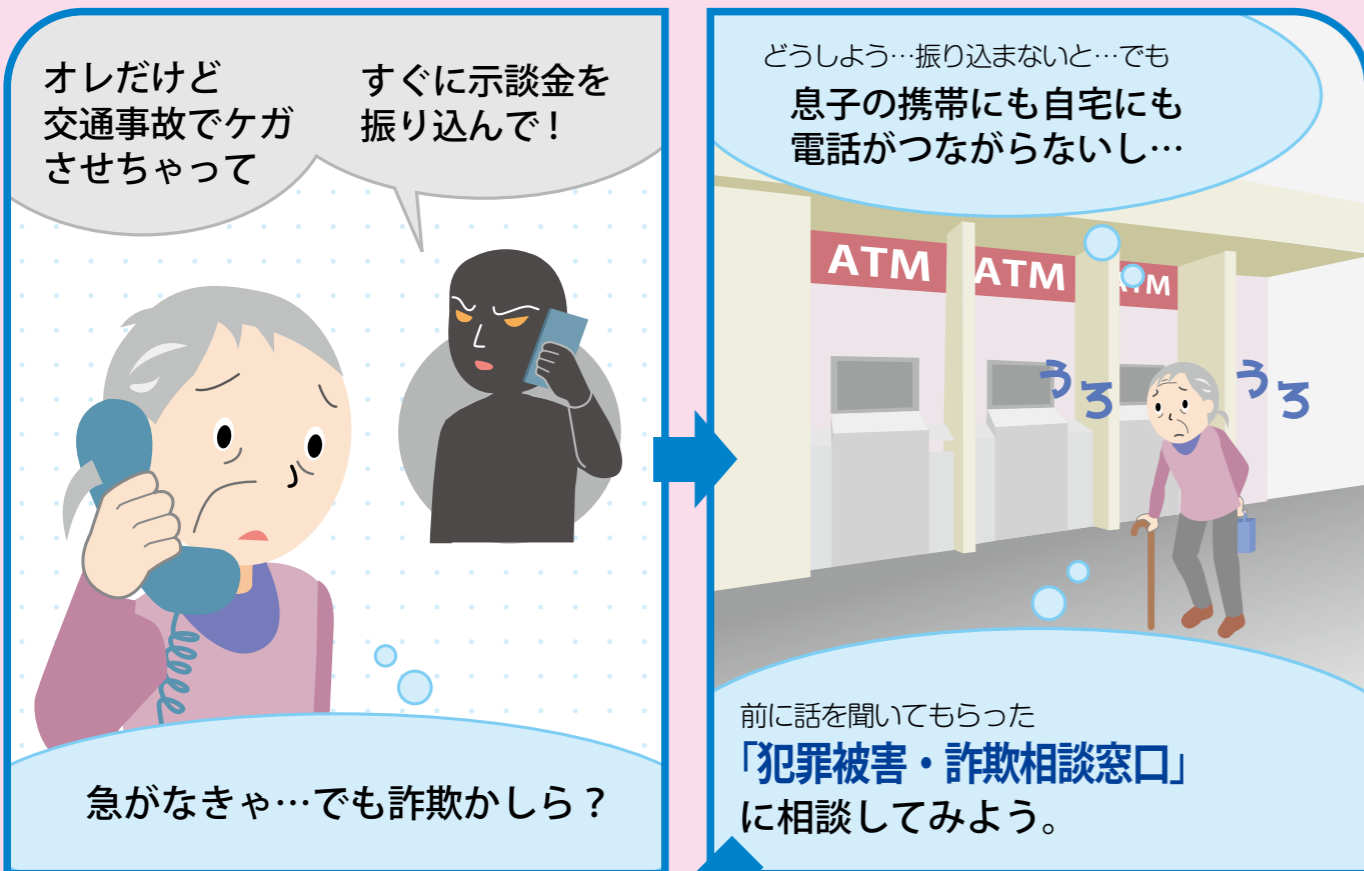 オレだけど
交通事故でケガ
させちゃって
すぐに示談金を
振り込んで！
急がなきゃ…でも詐欺かしら？
どうしよう…振り込まないと…でも
息子の携帯にも自宅にも
電話がつながらないし…
ATM
ATM
ATM
うろ
うろ
前に話を聞いてもらった
「犯罪被害・詐欺相談窓口」
に相談してみよう。